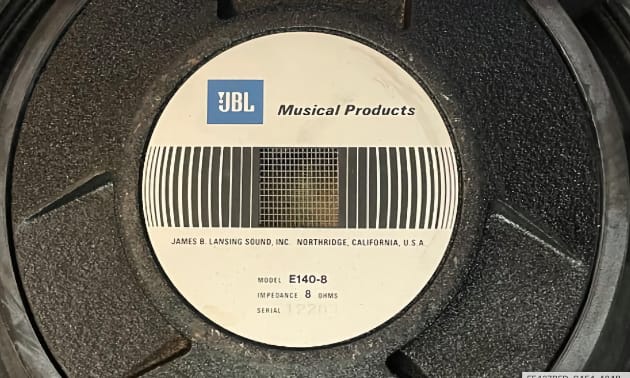 JBL
Musical Products
JAMES B. LANSING SOUND, INC. NORTHRIDGE, CALIFORNIA, U.S.A.
MODEL E140-8
IMPEDANCE 8 OHMS
SERIAL